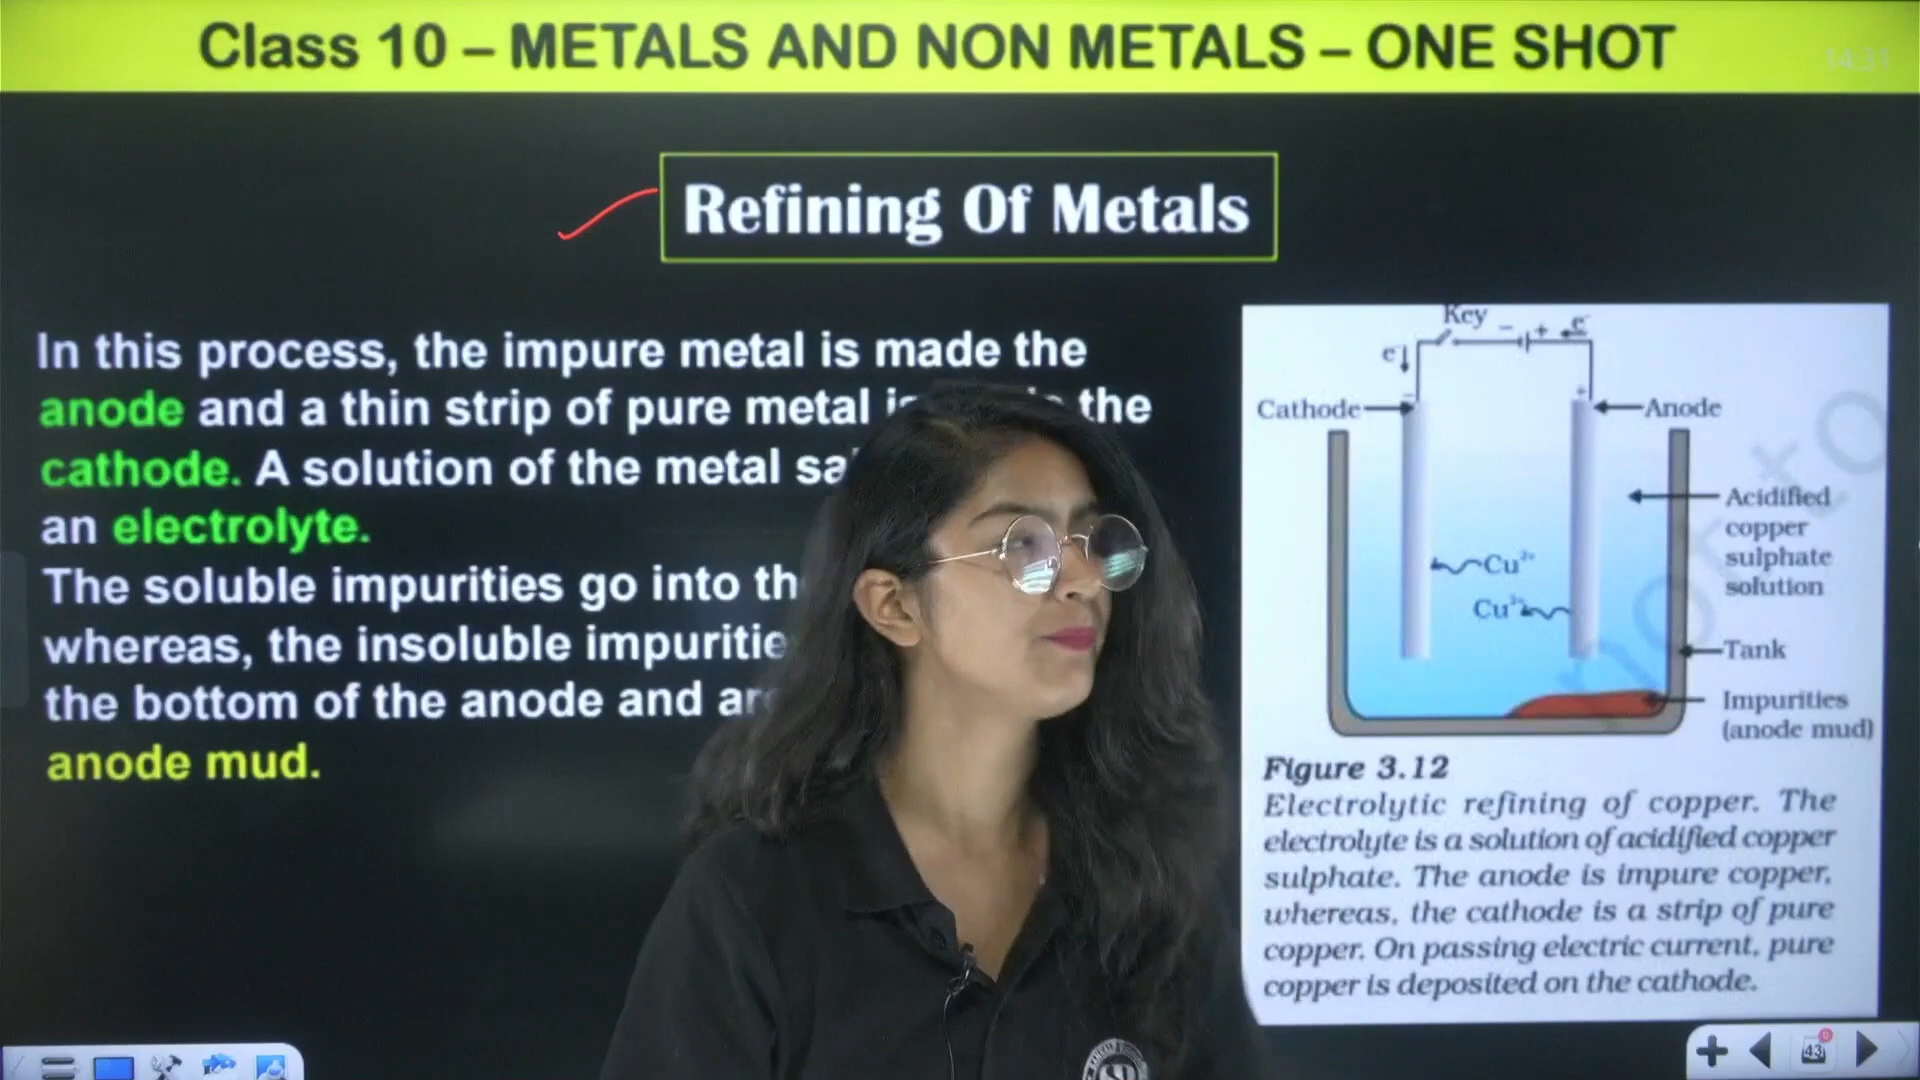 Class 10 – METALS AND NON METALS – ONE SHOT
14:31
Refining Of Metals
In this process, the impure metal is made the
anode and a thin strip of pure metal the
cathode. A solution of the metal
an electrolyte.
The soluble impurities go into
whereas, the insoluble
the bottom of the anode and
anode mud.
Key
− + e⁻
e⁻
− +
Cathode
Anode
Acidified
copper
sulphate
solution
Cu²⁺
Cu²⁺
Tank
Impurities
(anode mud)
Figure 3.12
Electrolytic refining of copper. The
electrolyte is a solution of acidified copper
sulphate. The anode is impure copper,
whereas, the cathode is a strip of pure
copper. On passing electric current, pure
copper is deposited on the cathode.
43